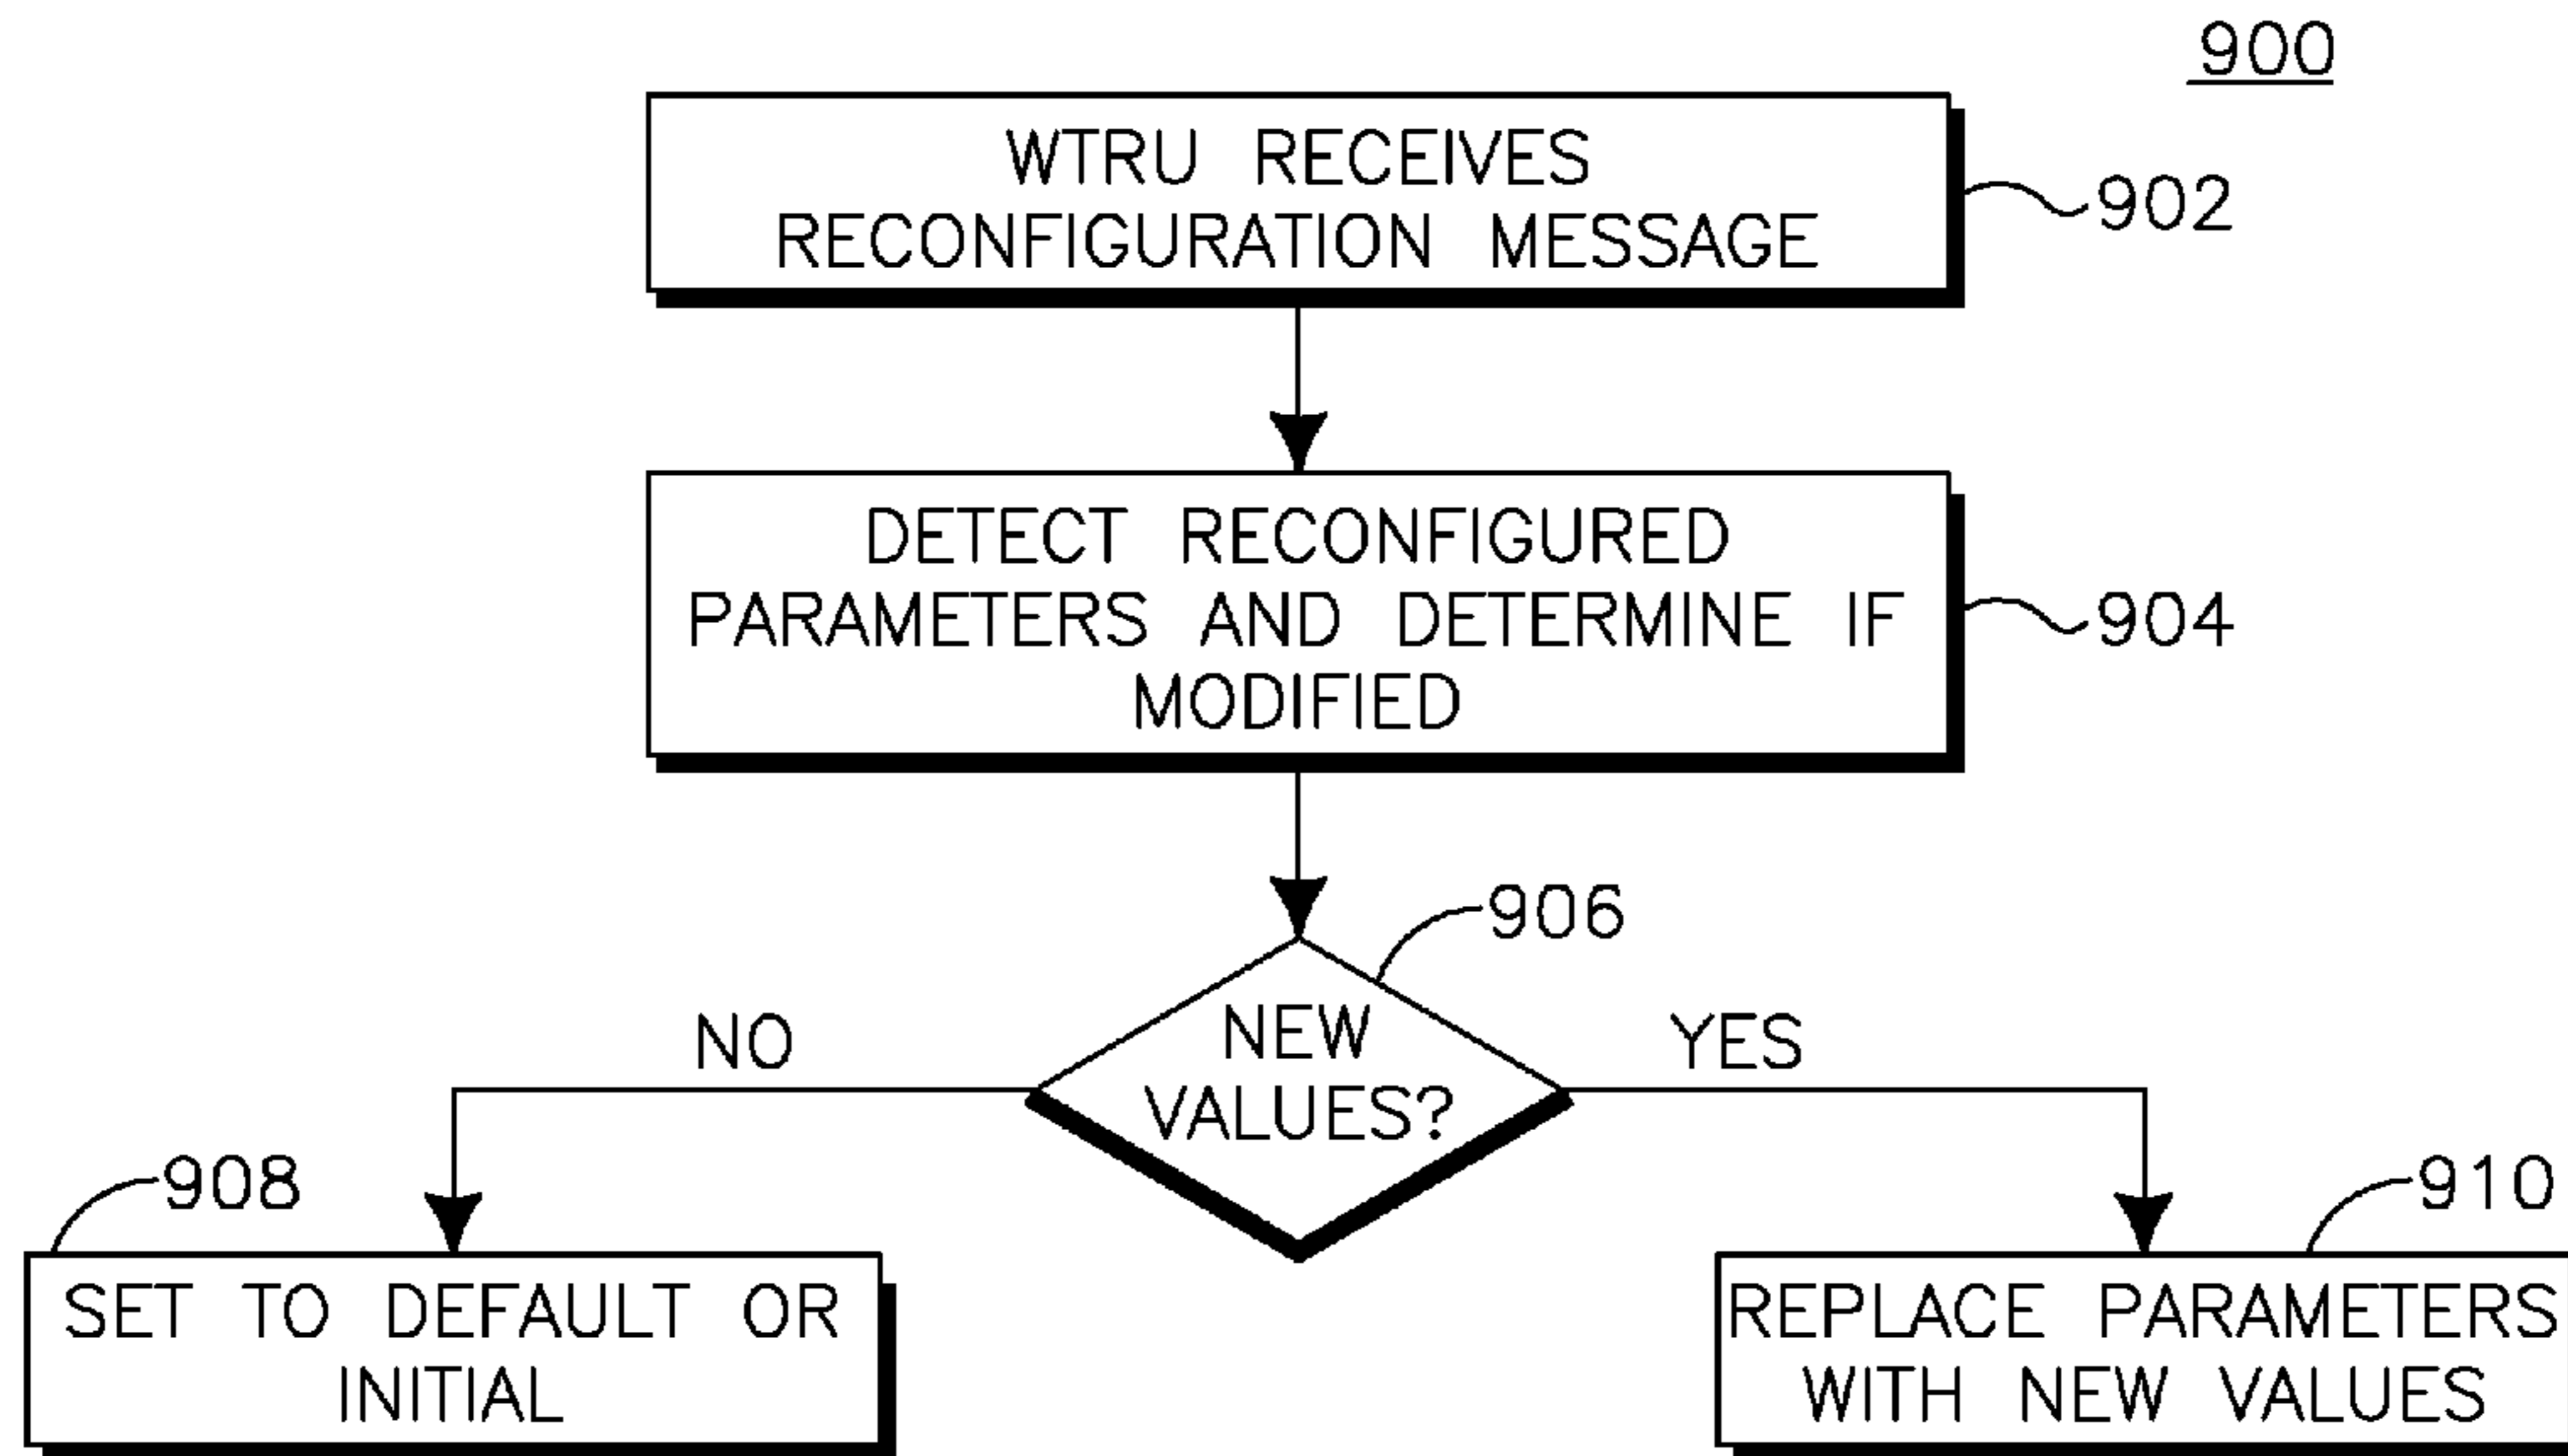 900
WTRU RECEIVES
RECONFIGURATION MESSAGE
902
DETECT RECONFIGURED
PARAMETERS AND DETERMINE IF
MODIFIED
904
906
NEW
VALUES?
NO
YES
908
SET TO DEFAULT OR
INITIAL
910
REPLACE PARAMETERS
WITH NEW VALUES